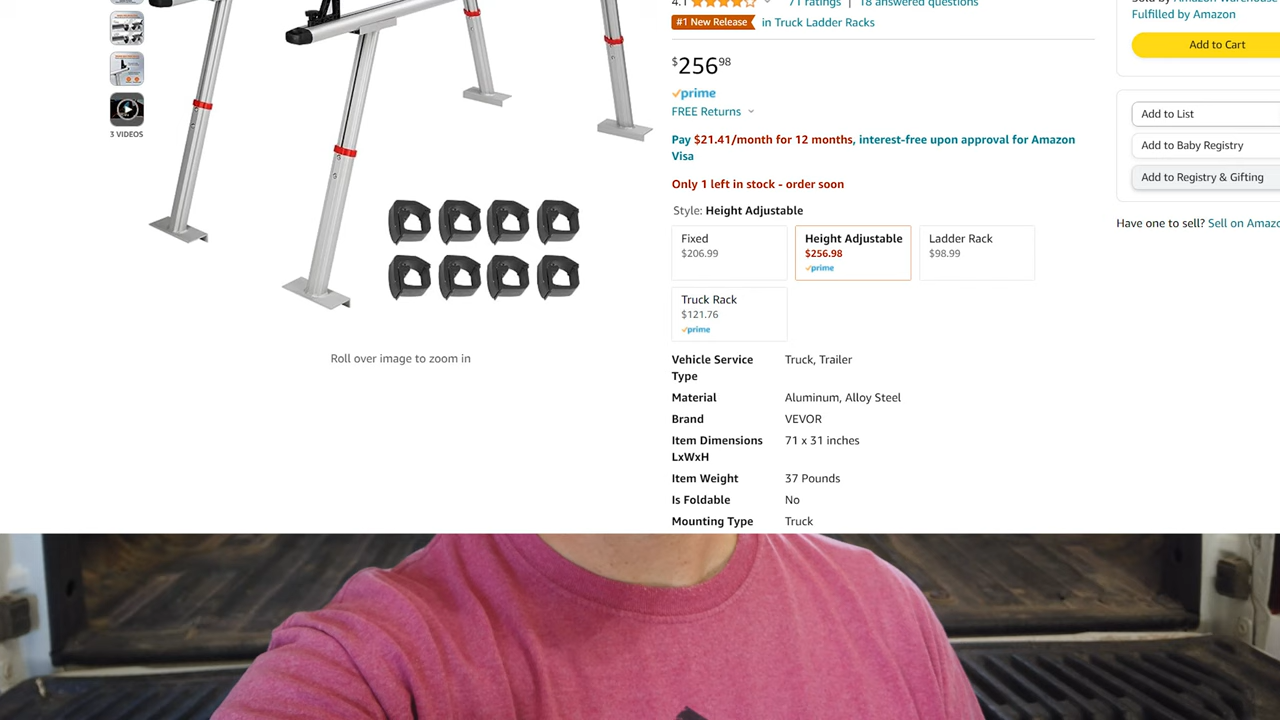 4.1 71 ratings | 18 answered questions
#1 New Release in Truck Ladder Racks
$256 98
prime
FREE Returns
Pay $21.41/month for 12 months, interest-free upon approval for Amazon
Visa
Only 1 left in stock - order soon
Style: Height Adjustable
Fixed
$206.99
Height Adjustable
$256.98
prime
Ladder Rack
$98.99
Truck Rack
$121.76
prime
Vehicle Service Type Truck, Trailer
Material Aluminum, Alloy Steel
Brand VEVOR
Item Dimensions LxWxH 71 x 31 inches
Item Weight 37 Pounds
Is Foldable No
Mounting Type Truck
3 VIDEOS
Roll over image to zoom in
Fulfilled by Amazon
Add to Cart
Add to List
Add to Baby Registry
Add to Registry & Gifting
Have one to sell? Sell on